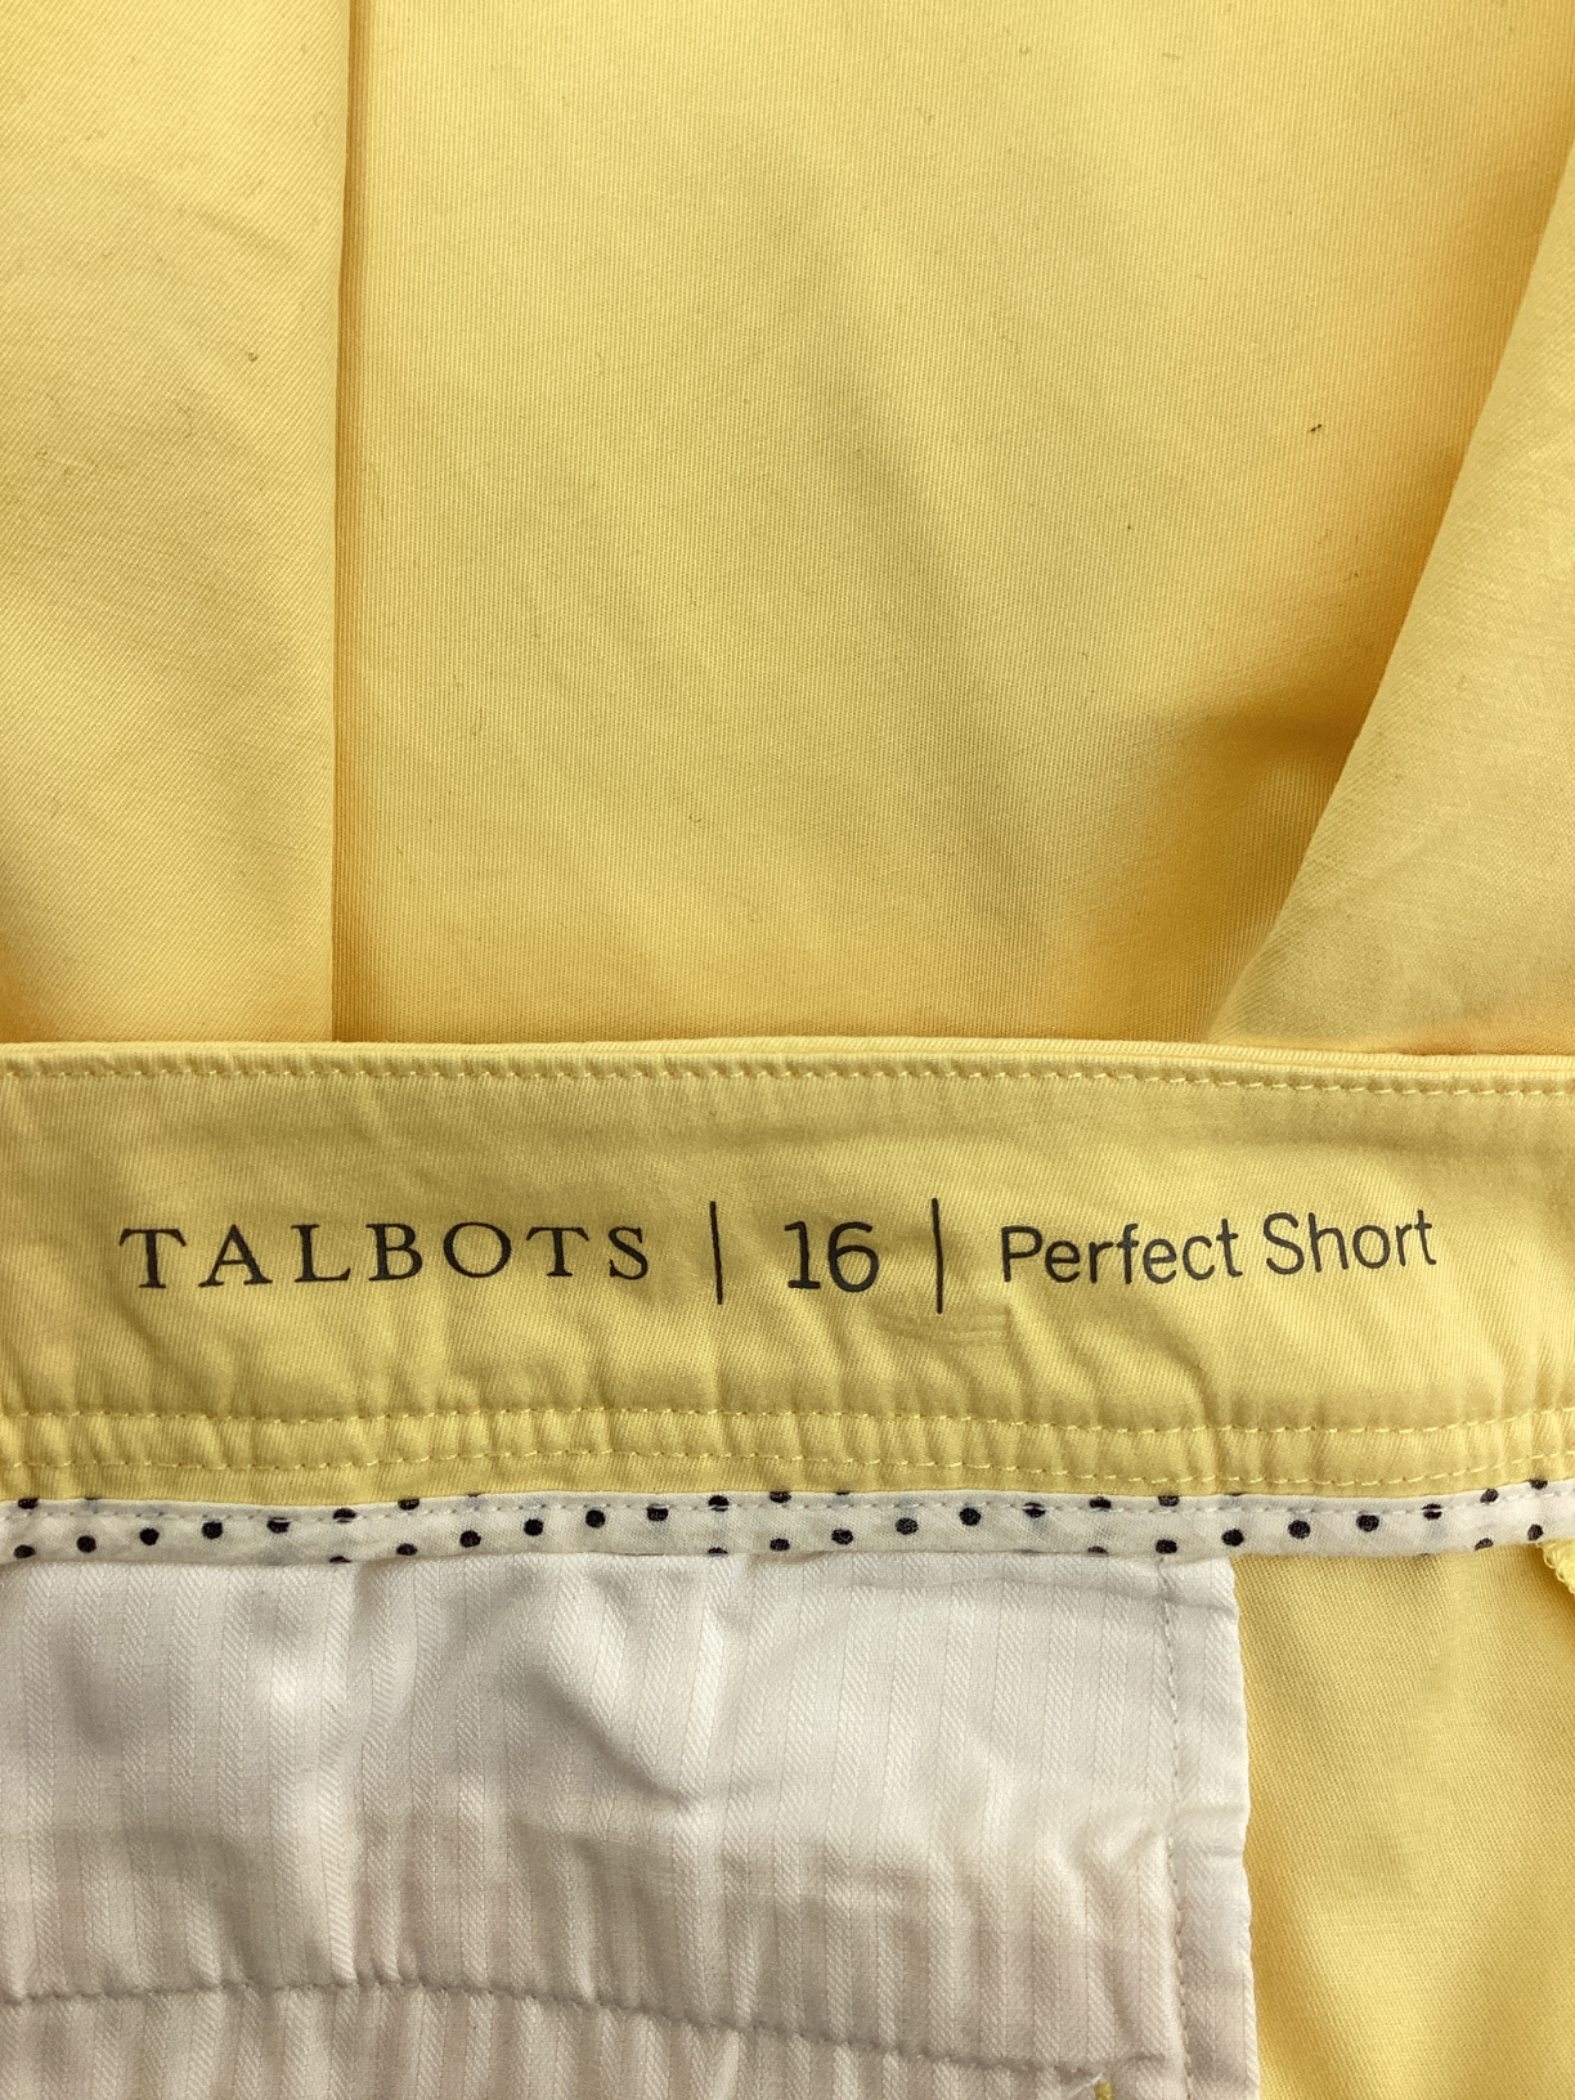 TALBOTS | 16 | Perfect Short